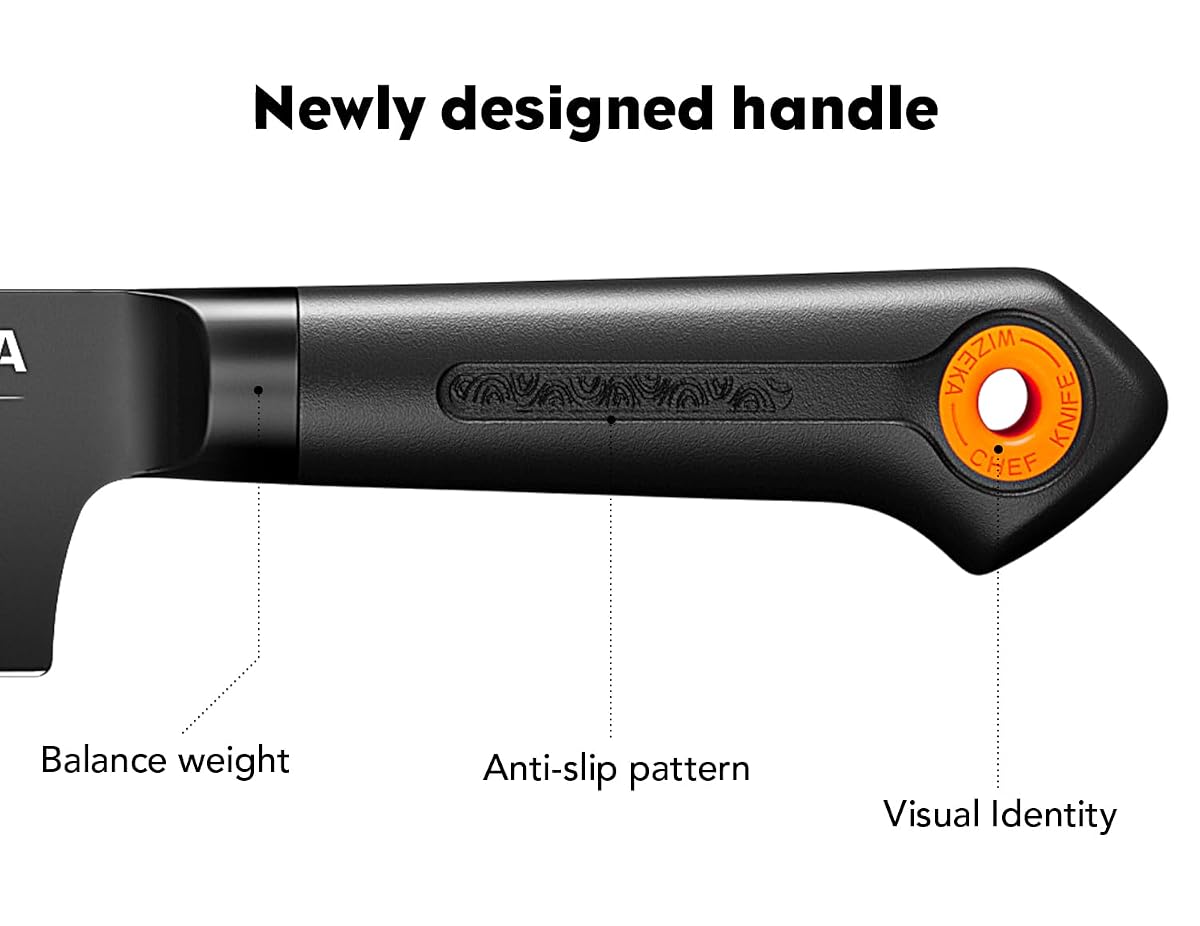 Newly designed handle
A
WIZEKA
CHEF KNIFE
Balance weight
Anti-slip pattern
Visual Identity